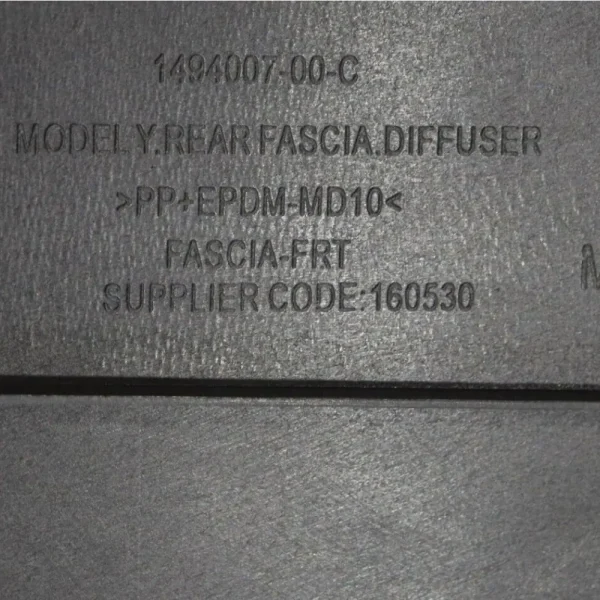 1494007-00-C
MODEL Y.REAR FASCIA.DIFFUSER
>PP+EPDM-MD10<
FASCIA-FRT
SUPPLIER CODE:160530